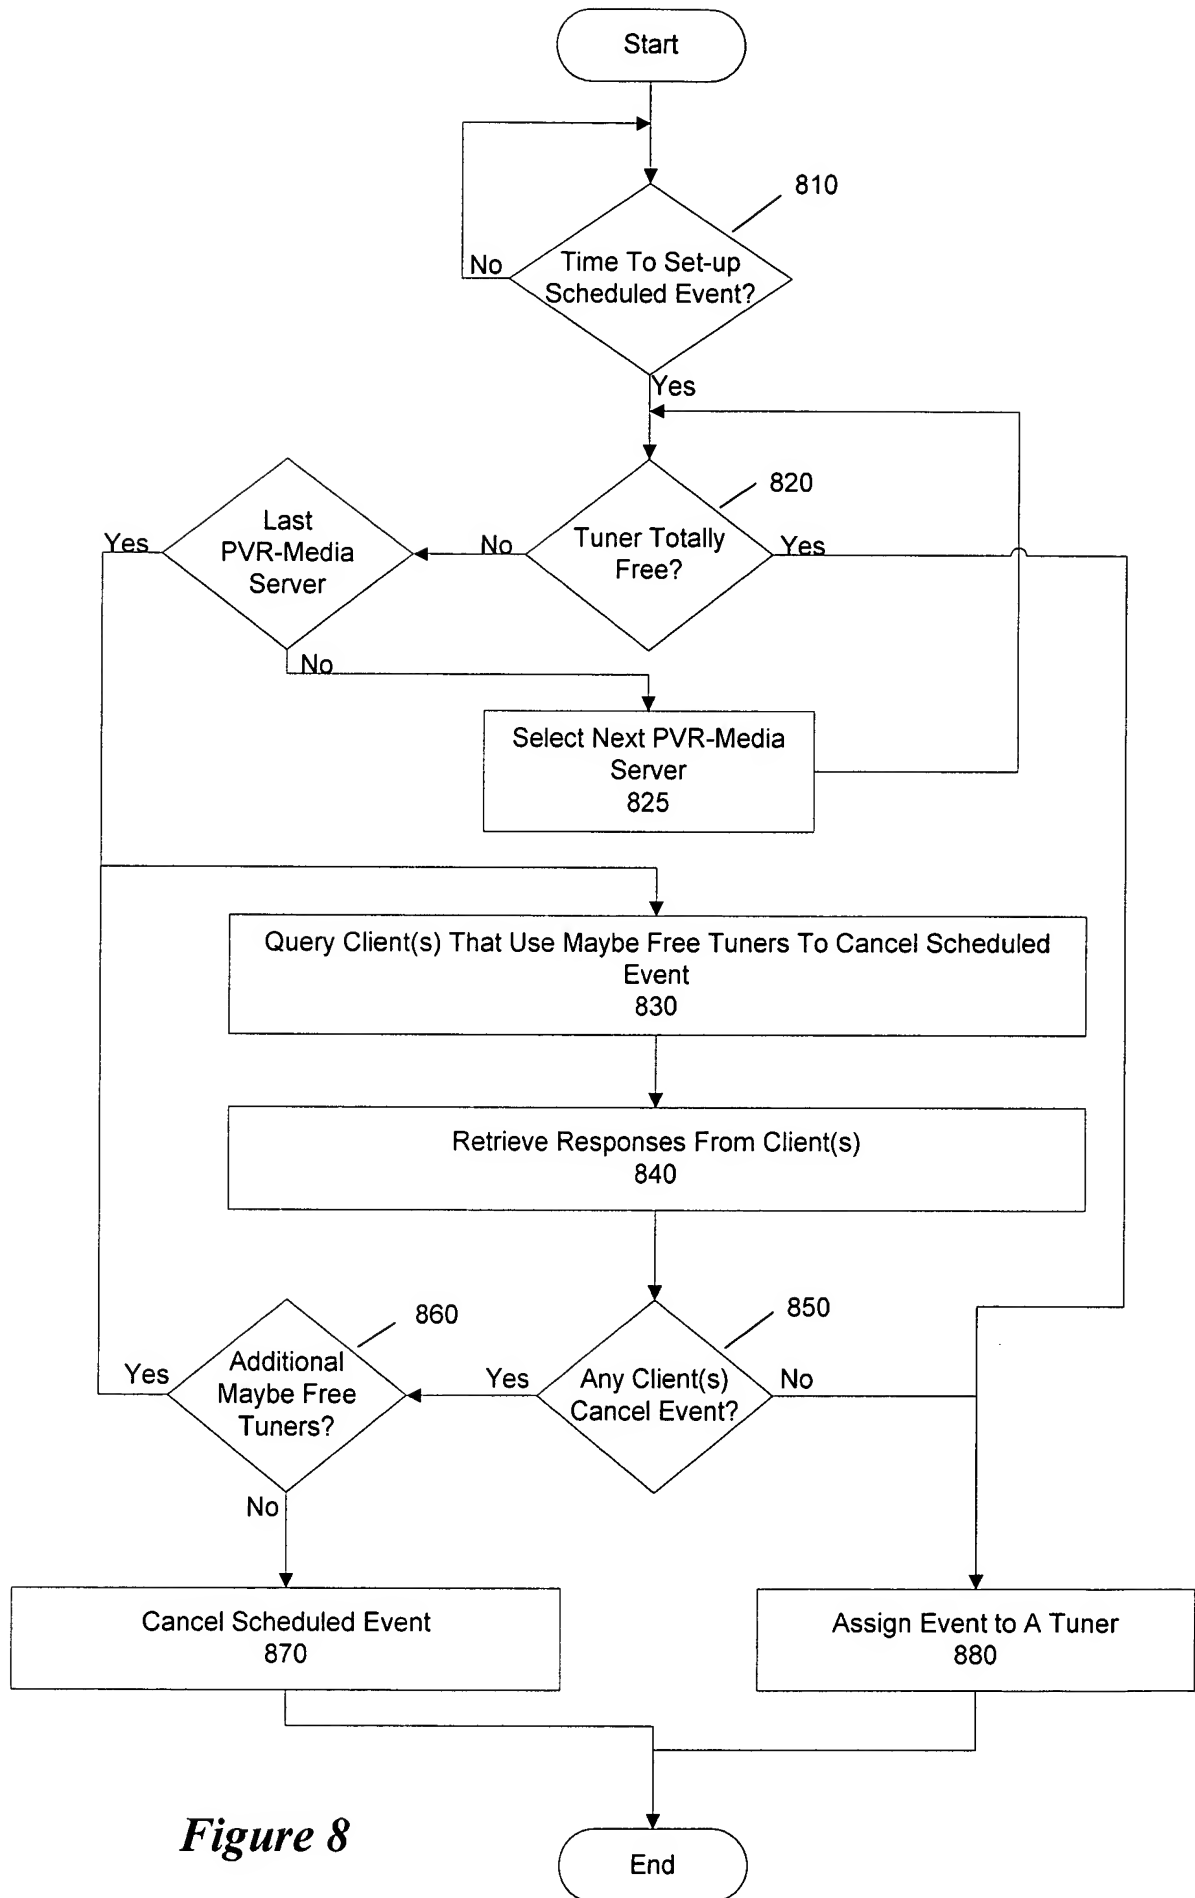 Start
810
No
Time To Set-up
Scheduled Event?
Yes
820
Last
PVR-Media
Server
Yes
No
Tuner Totally
Free?
Yes
No
Select Next PVR-Media
Server
825
Query Client(s) That Use Maybe Free Tuners To Cancel Scheduled
Event
830
Retrieve Responses From Client(s)
840
860
850
Yes
Additional
Maybe Free
Tuners?
Yes
Any Client(s)
Cancel Event?
No
No
Cancel Scheduled Event
870
Assign Event to A Tuner
880
Figure 8
End